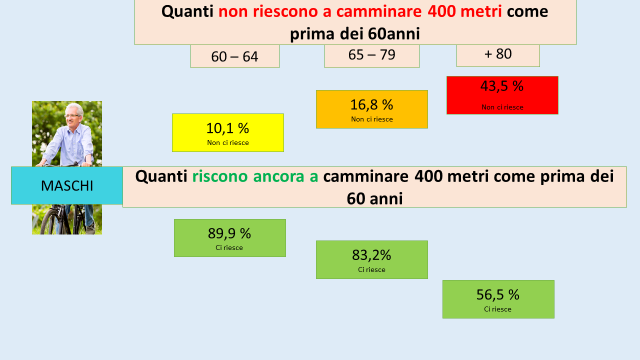 Quanti non riescono a camminare 400 metri come
prima dei 60anni
60 – 64
65 – 79
+ 80
10,1 %
Non ci riesce
16,8 %
Non ci riesce
43,5 %
Non ci riesce
MASCHI
Quanti riscono ancora a camminare 400 metri come prima dei
60 anni
89,9 %
Ci riesce
83,2%
Ci riesce
56,5 %
Ci riesce